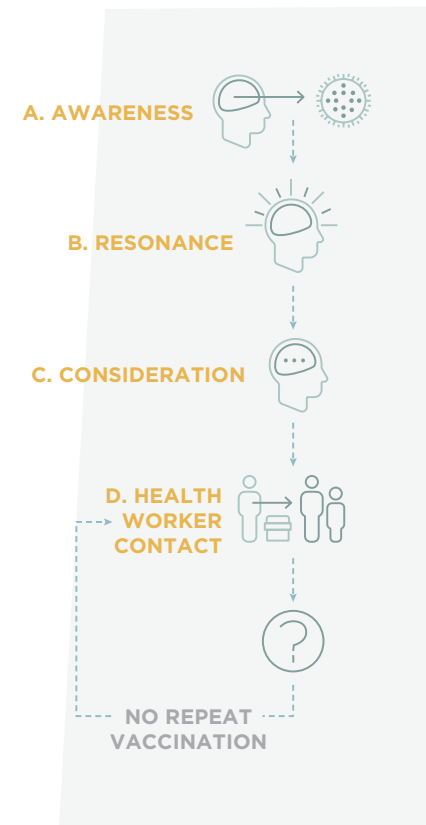 A. AWARENESS
B. RESONANCE
C. CONSIDERATION
D. HEALTH
WORKER
CONTACT
?
NO REPEAT
VACCINATION